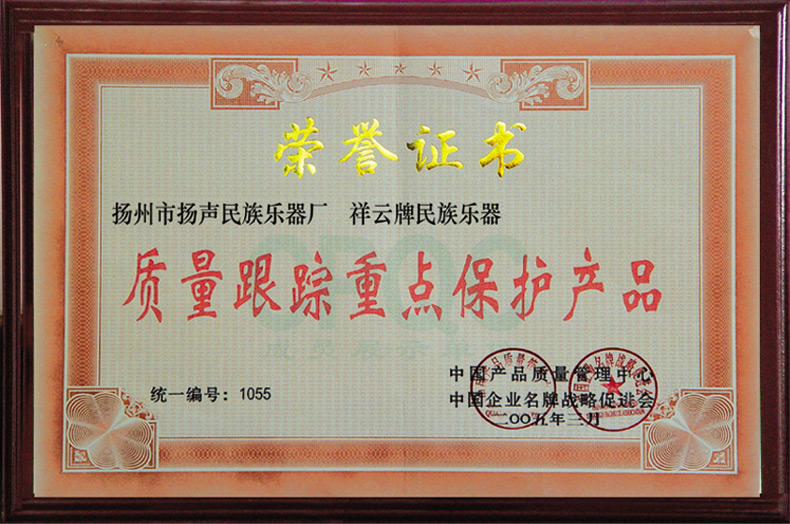 荣誉证书
扬州市扬声民族乐器厂 祥云牌民族乐器
质量跟踪重点保护产品
中国产品质量管理中心
统一编号：1055
中国企业名牌战略促进会
二〇〇五年三月